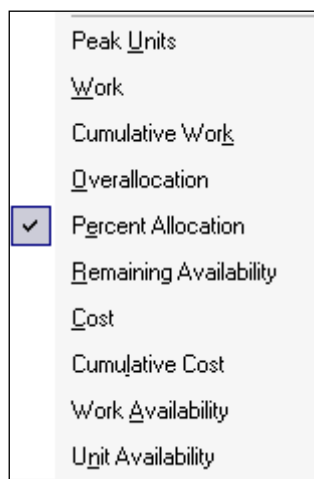 Peak Units
Work
Cumulative Work
Overallocation
Percent Allocation
Remaining Availability
Cost
Cumulative Cost
Work Availability
Unit Availability